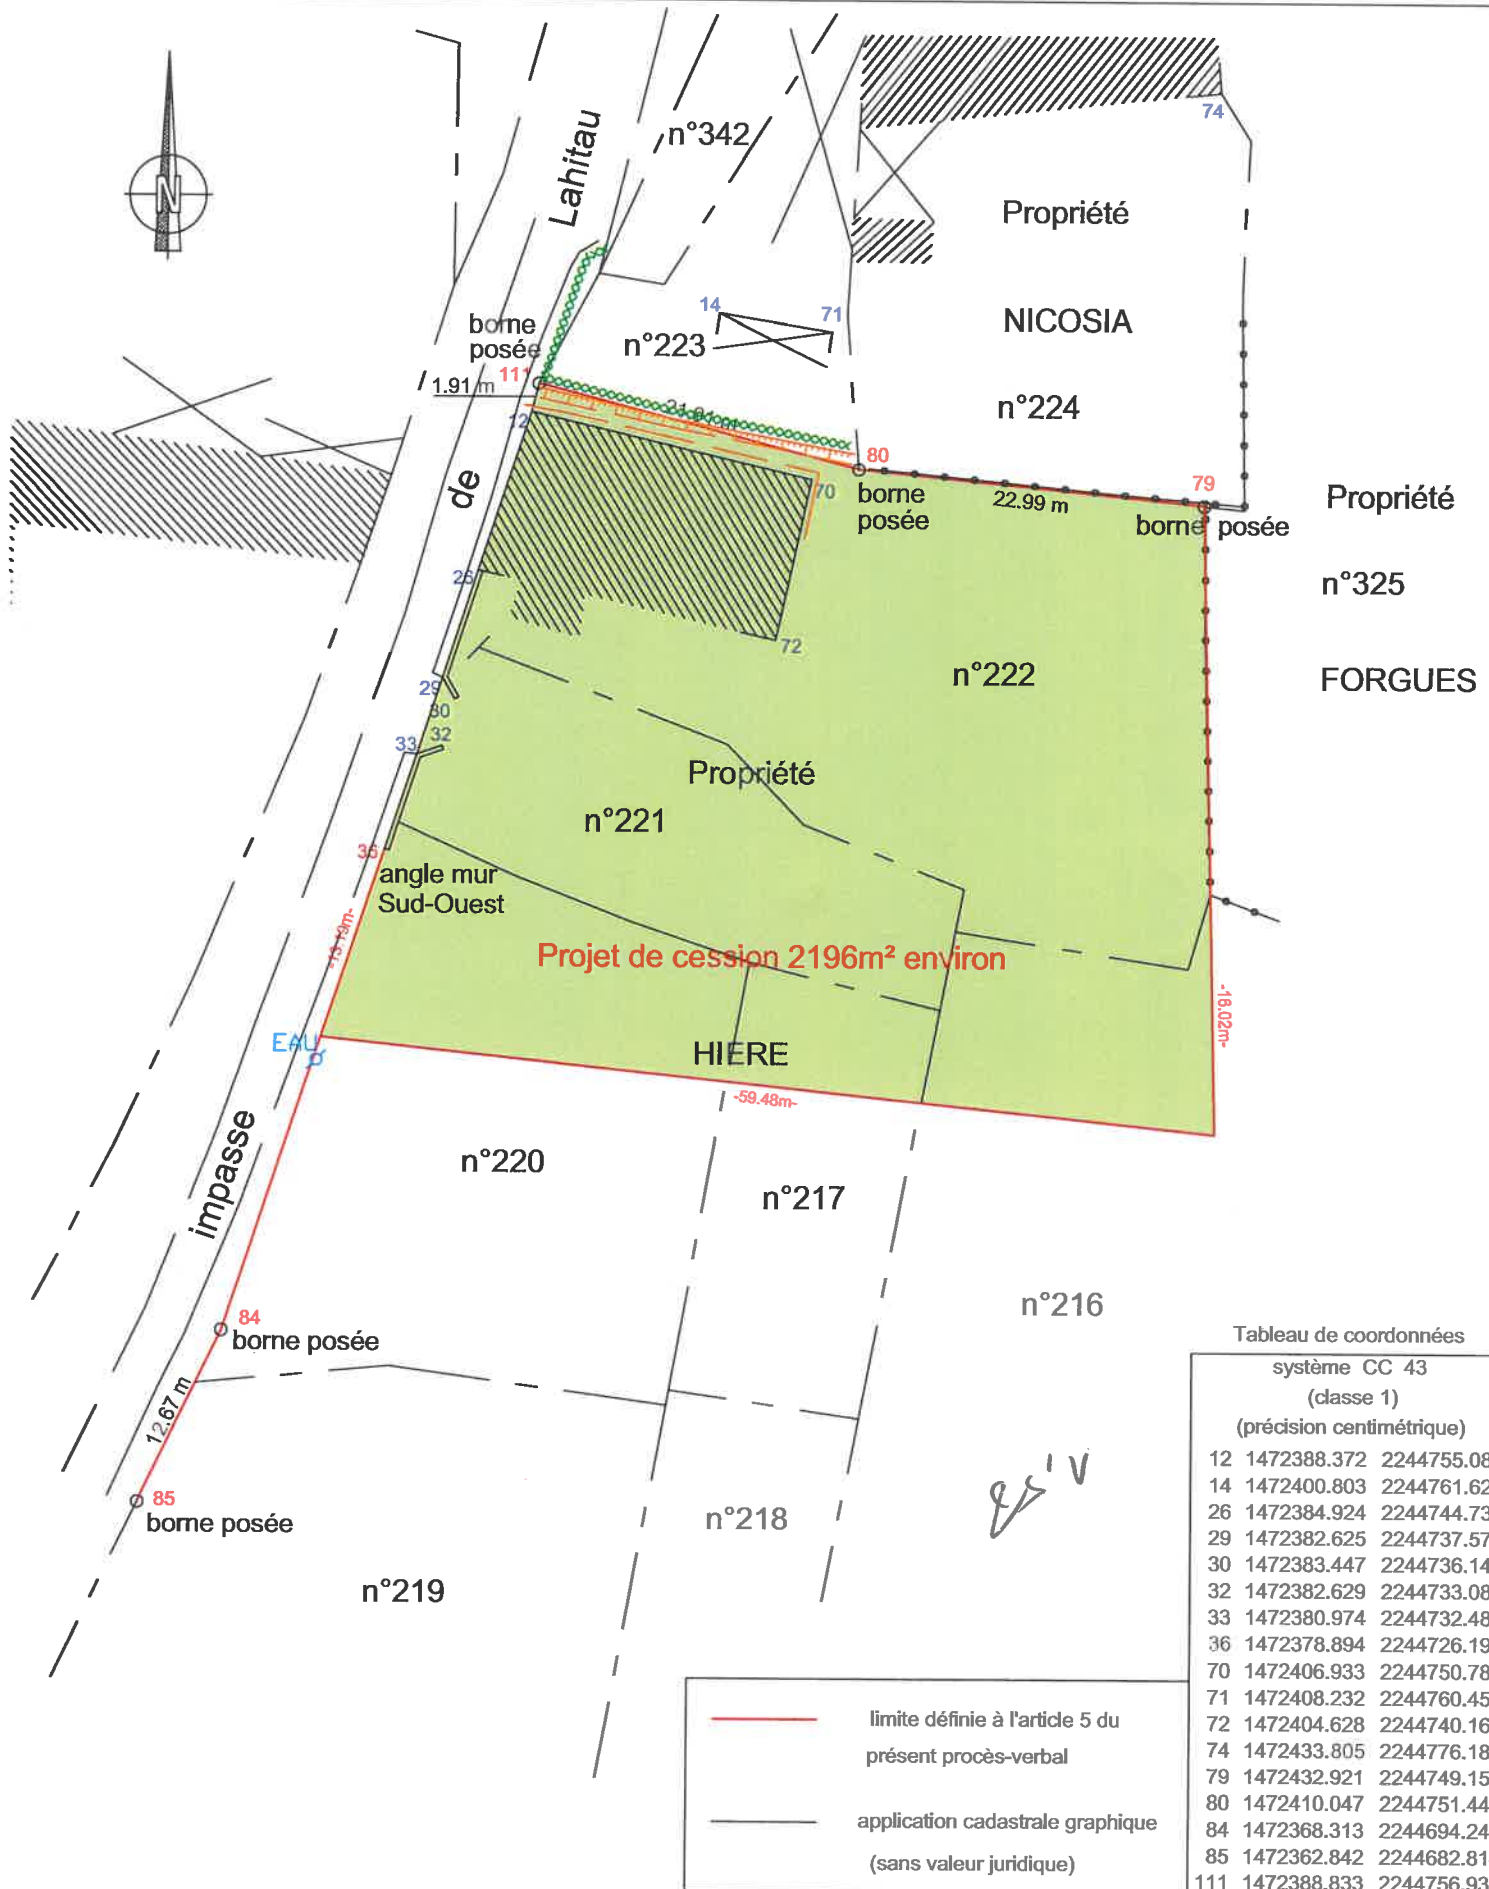 N
Lahitau
n°342
74
Propriété
NICOSIA
n°224
14
71
n°223
borne
posée
111
1.91 m
12
21.91 m
80
borne
posée
22.99 m
79
borne posée
Propriété
n°325
FORGUES
de
70
26
72
n°222
29
30
32
33
Propriété
n°221
36
angle mur
Sud-Ouest
-13.19m-
Projet de cession 2196m² environ
-16.02m-
EAU
HIERE
-59.48m-
impasse
n°220
n°217
n°216
84
borne posée
12.67 m
85
borne posée
n°218
n°219
Tableau de coordonnées
système CC 43
(classe 1)
(précision centimétrique)
12 1472388.372 2244755.08
14 1472400.803 2244761.62
26 1472384.924 2244744.73
29 1472382.625 2244737.57
30 1472383.447 2244736.14
32 1472382.629 2244733.08
33 1472380.974 2244732.48
36 1472378.894 2244726.19
70 1472406.933 2244750.78
71 1472408.232 2244760.45
72 1472404.628 2244740.16
74 1472433.805 2244776.18
79 1472432.921 2244749.15
80 1472410.047 2244751.44
84 1472368.313 2244694.24
85 1472362.842 2244682.81
111 1472388.833 2244756.93
limite définie à l'article 5 du
présent procès-verbal
application cadastrale graphique
(sans valeur juridique)